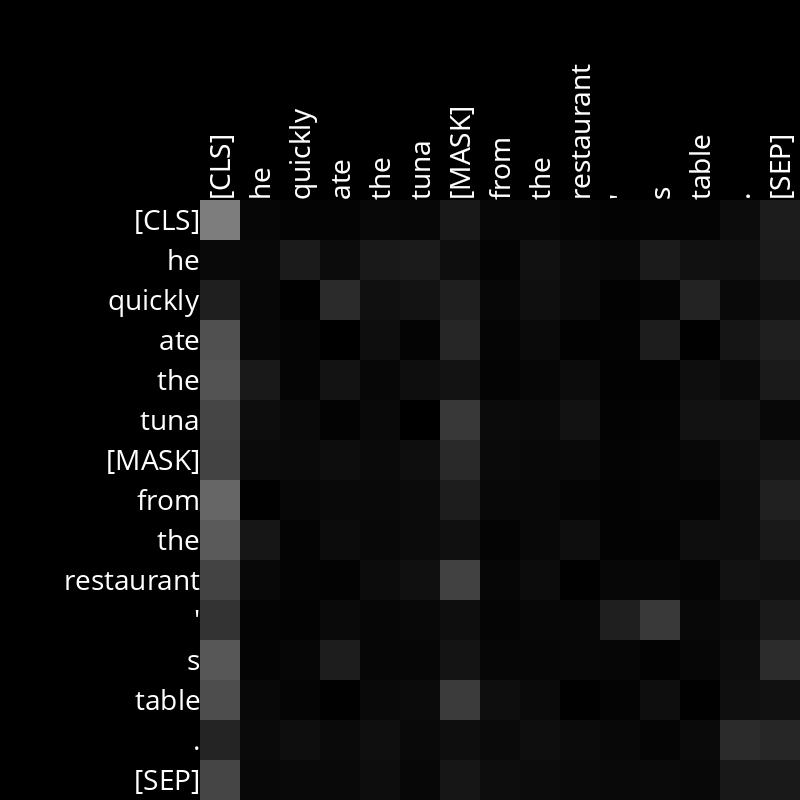 [CLS] he quickly ate the tuna [MASK] from the restaurant ' s table . [SEP]
[CLS]
he
quickly
ate
the
tuna
[MASK]
from
the
restaurant
'
s
table
.
[SEP]